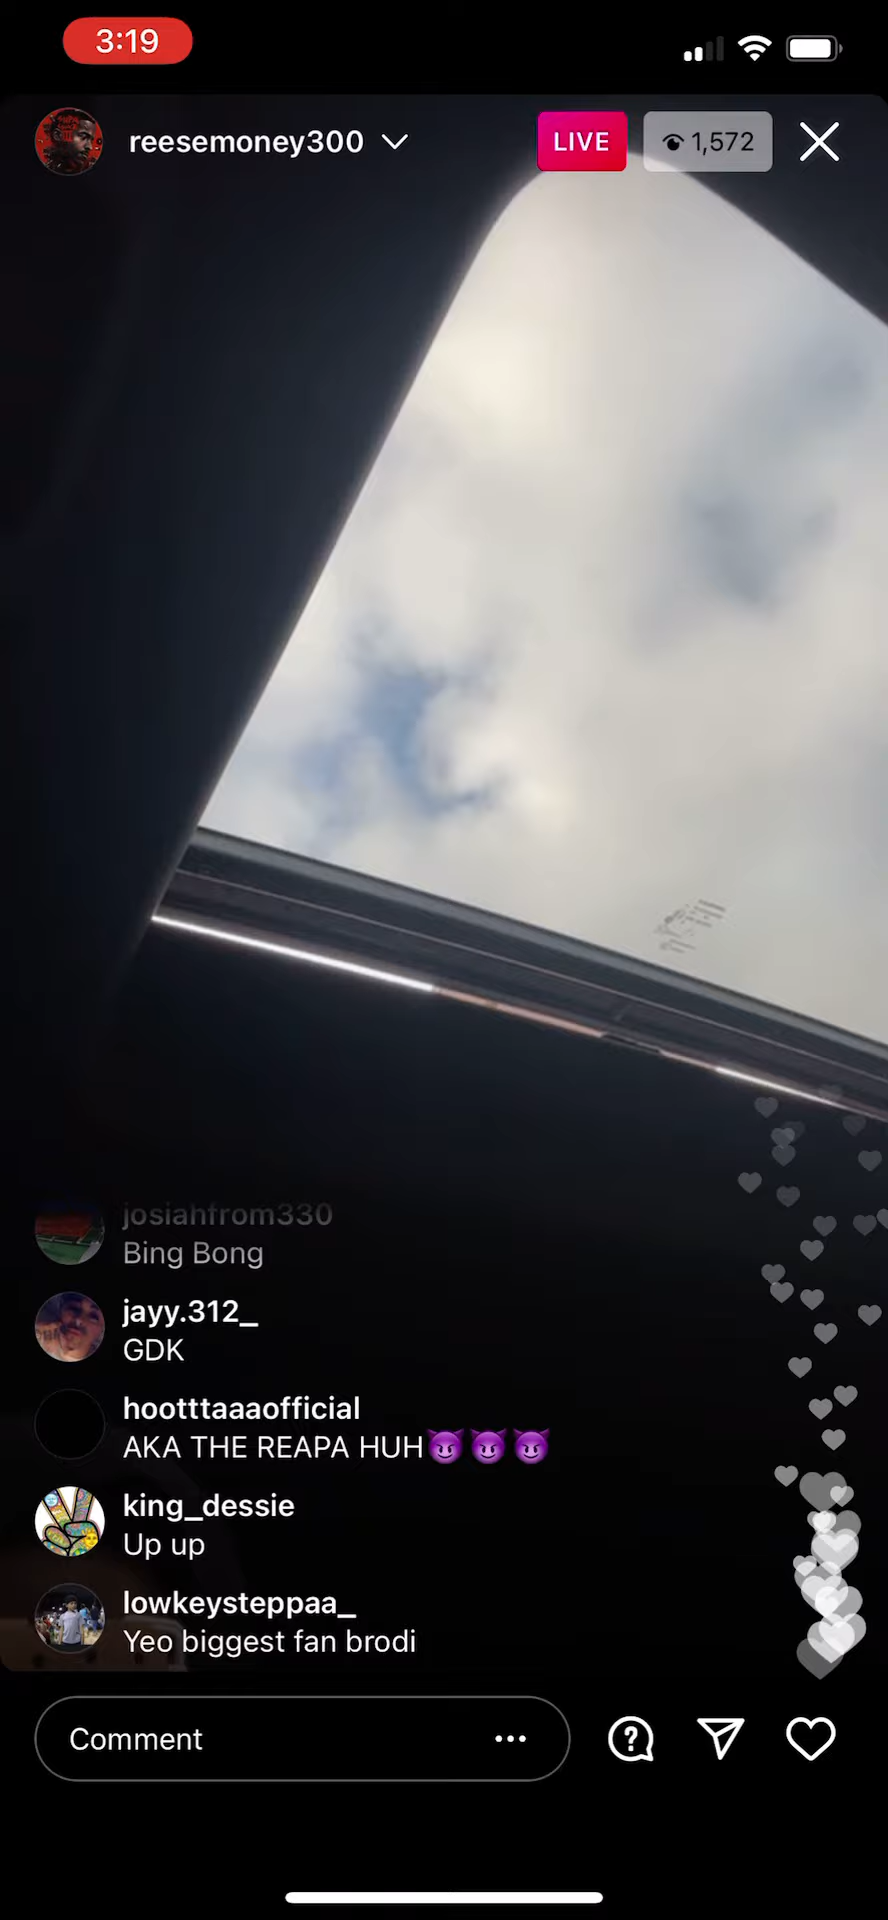 3:19
reesemoney300
LIVE
1,572
josiahfrom330
Bing Bong
jayy.312_
GDK
hootttaaaofficial
AKA THE REAPA HUH😈😈😈
king_dessie
Up up
lowkeysteppaa_
Yeo biggest fan brodi
Comment